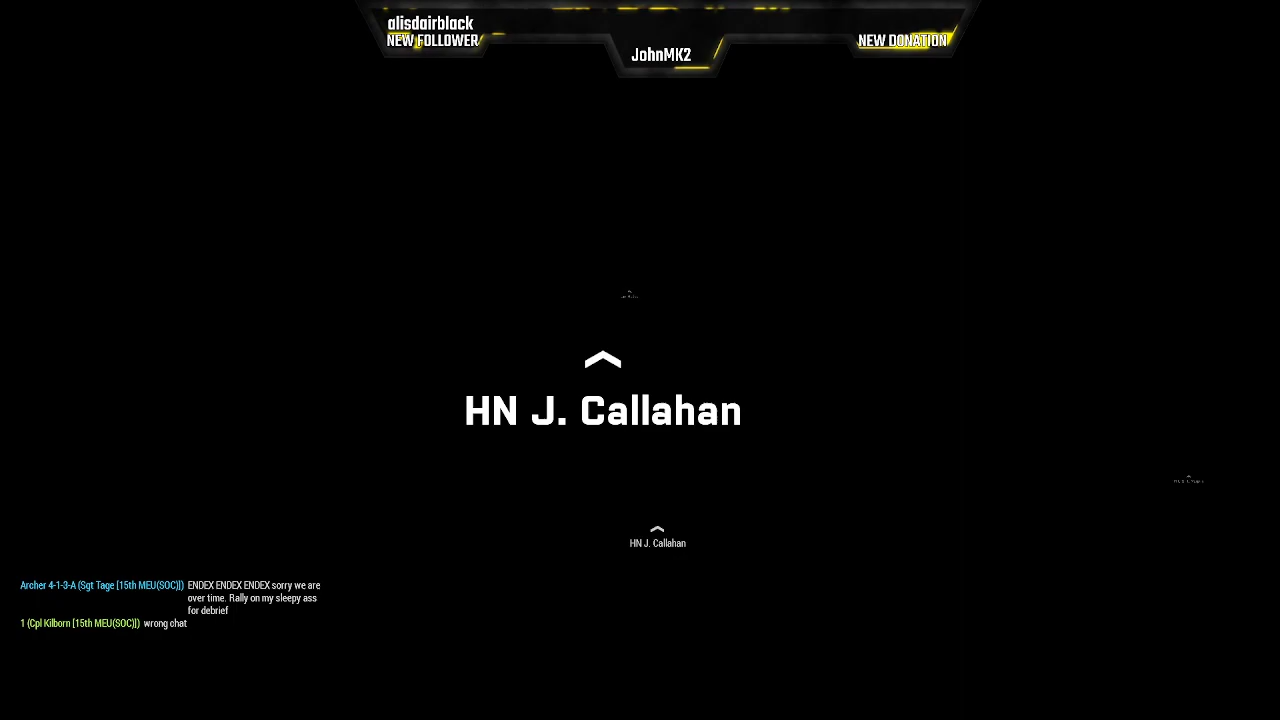 alisdairblack
NEW FOLLOWER
JohnMK2
NEW DONATION
HN J. Callahan
HN J. Callahan
Archer 4-1-3-A (Sgt Tage [15th MEU(SOC)]) ENDEX ENDEX ENDEX sorry we are
over time. Rally on my sleepy ass
for debrief
1 (Cpl Kilborn [15th MEU(SOC)]) wrong chat